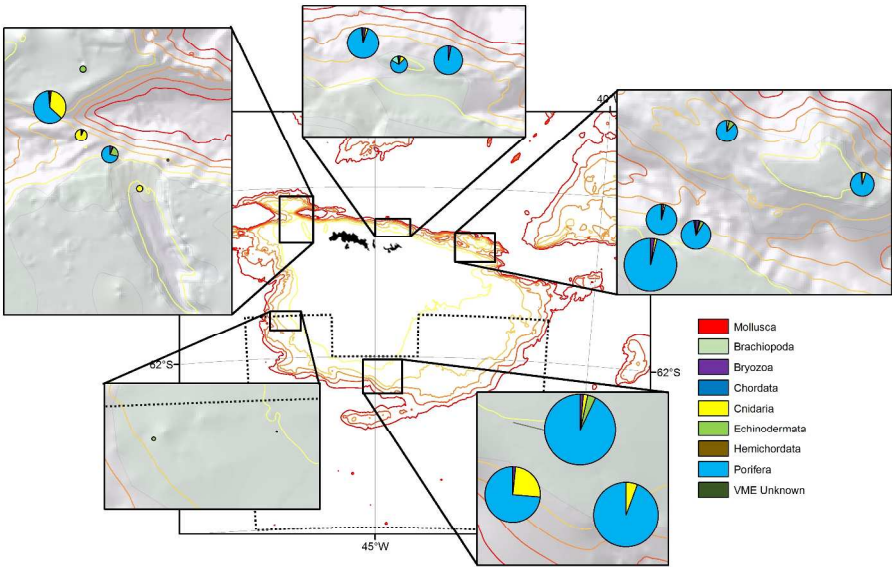 40°
62°S
62°S
45°W
Mollusca
Brachiopoda
Bryozoa
Chordata
Cnidaria
Echinodermata
Hemichordata
Porifera
VME Unknown